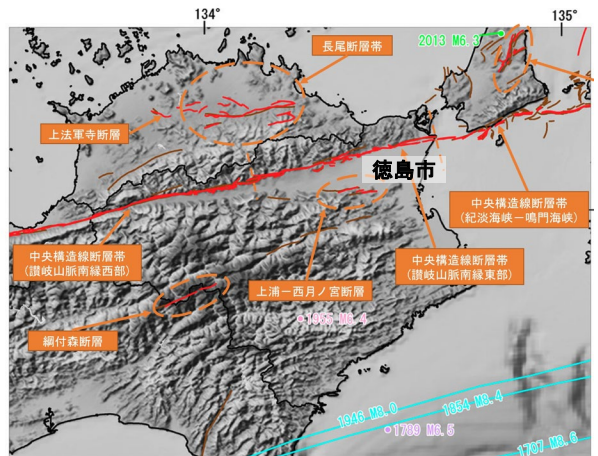 134°
135°
2013 M6.3
長尾断層帯
上法軍寺断層
徳島市
中央構造線断層帯
(紀淡海峡ー鳴門海峡)
中央構造線断層帯
(讃岐山脈南縁西部)
中央構造線断層帯
(讃岐山脈南縁東部)
上浦ー西月ノ宮断層
綱付森断層
1955 M6.4
1946 M8.0
1854 M8.4
1789 M6.5
1707 M8.6